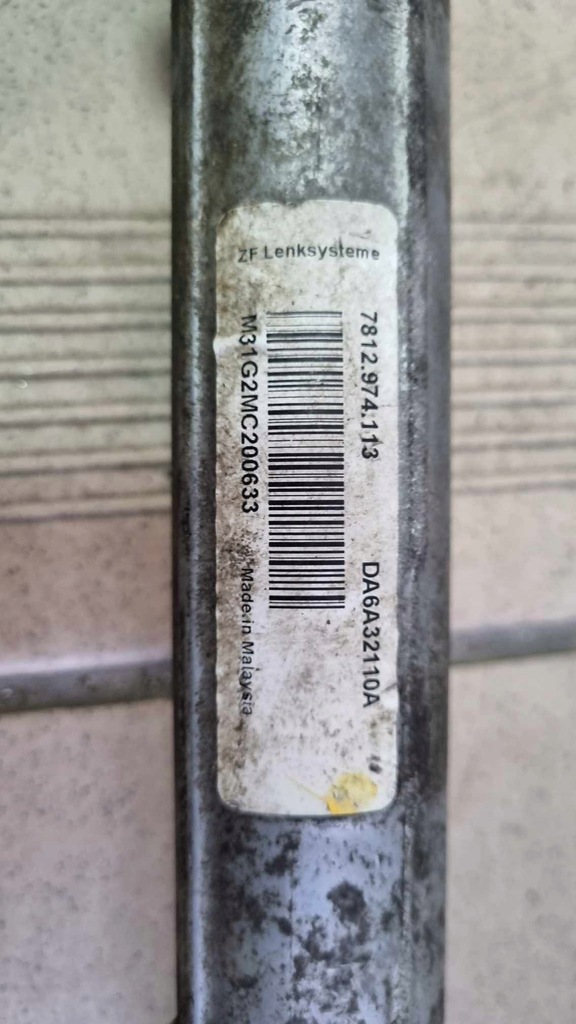 ZF Lenksysteme
7812.974.113 DA6A32110A
M31G2MC200633 Made in Malaysia